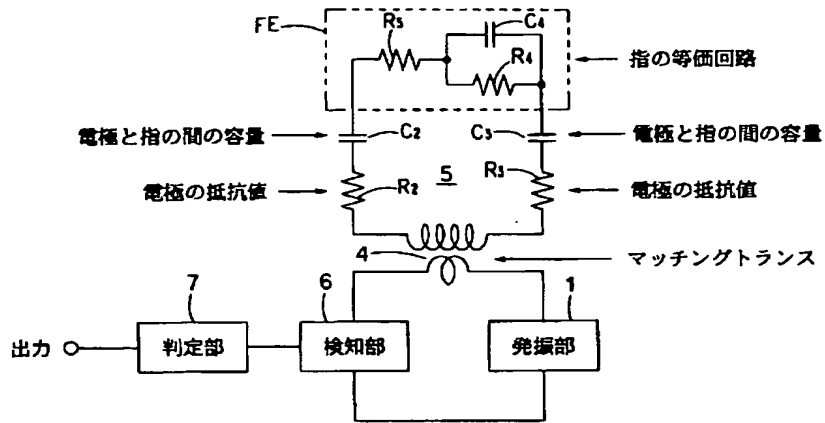 FE
R5
C4
R4
指の等価回路
電極と指の間の容量
C2
C3
電極と指の間の容量
電極の抵抗値
R2
5
R3
電極の抵抗値
4
マッチングトランス
7
6
1
出力
判定部
検知部
発振部